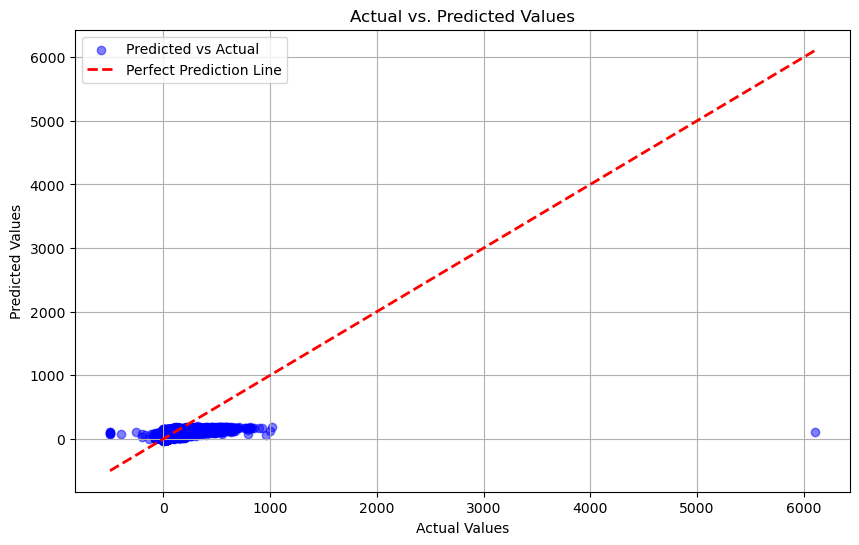 Actual vs. Predicted Values
Predicted vs Actual
Perfect Prediction Line
6000
5000
4000
3000
2000
1000
0
Predicted Values
0 1000 2000 3000 4000 5000 6000
Actual Values